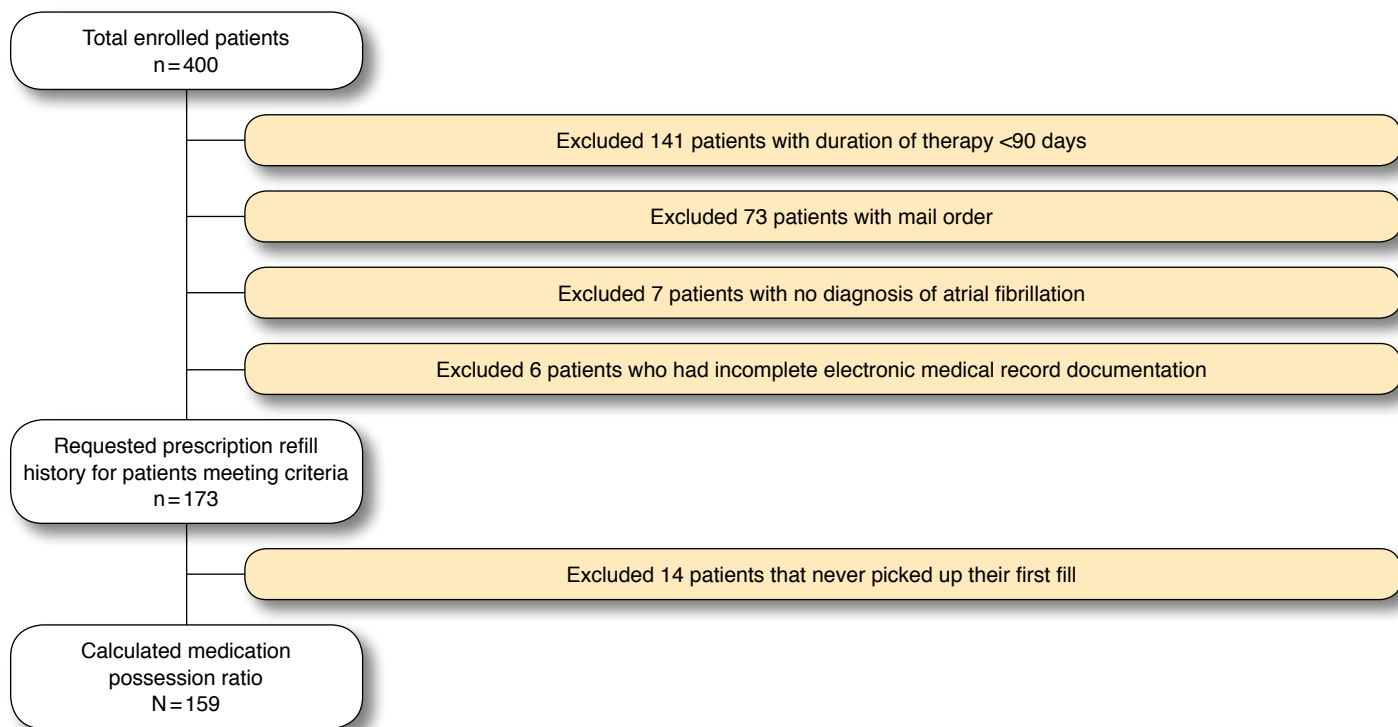 Total enrolled patients
n=400
Excluded 141 patients with duration of therapy <90 days
Excluded 73 patients with mail order
Excluded 7 patients with no diagnosis of atrial fibrillation
Excluded 6 patients who had incomplete electronic medical record documentation
Requested prescription refill
history for patients meeting criteria
n=173
Excluded 14 patients that never picked up their first fill
Calculated medication
possession ratio
N=159